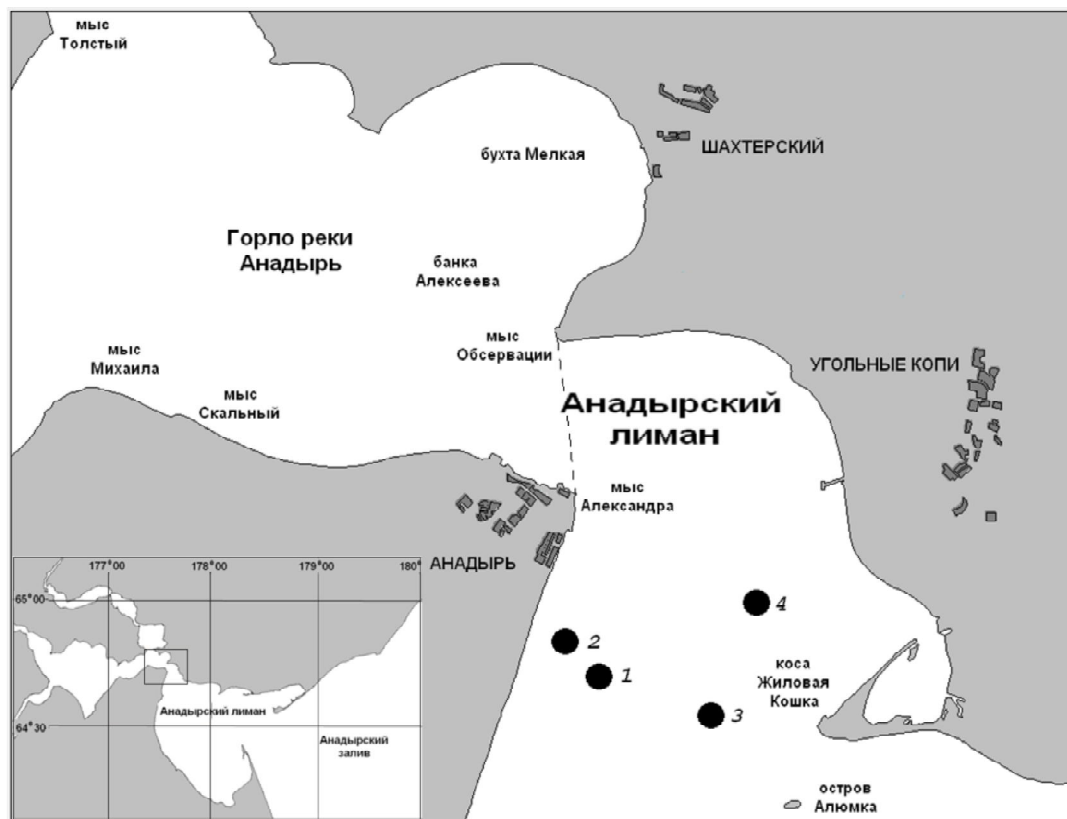 мыс
Толстый
ШАХТЕРСКИЙ
бухта Мелкая
Горло реки
Анадырь
банка
Алексеева
мыс
Обсервации
мыс
Михаила
УГОЛЬНЫЕ КОПИ
мыс
Скальный
Анадырский
лиман
мыс
Александра
АНАДЫРЬ
4
2
1
3
коса
Жиловая
Кошка
остров
Алюмка
177°00'
178°00'
179°00'
180°
65°00'
64°30'
Анадырский лиман
Анадырский
залив